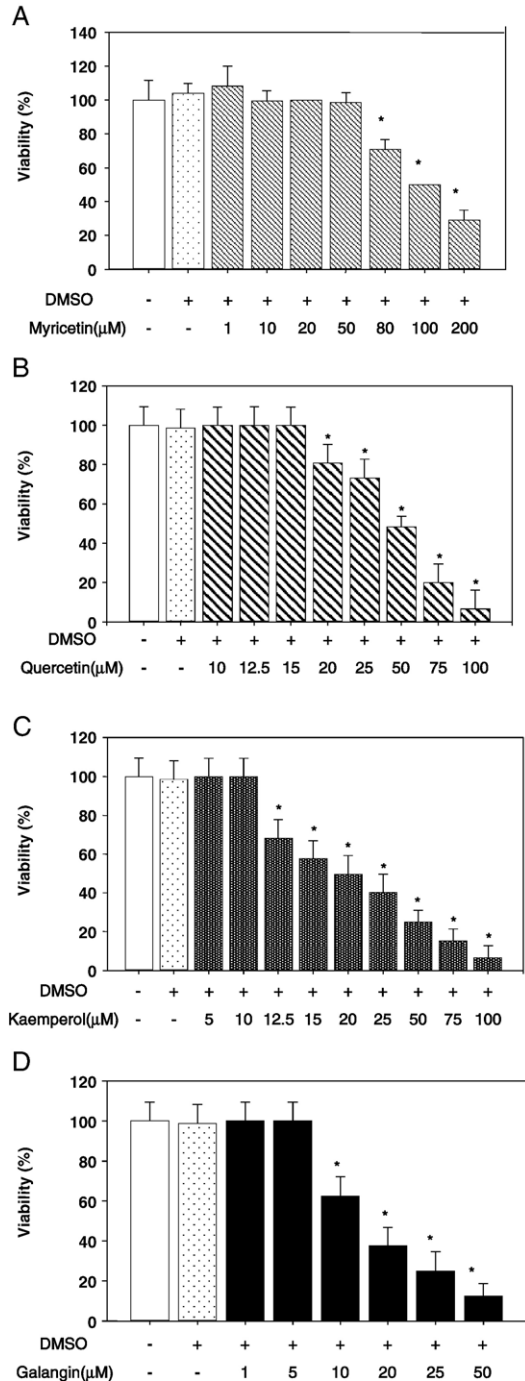 A
Viability (%)
140
120
100
80
60
40
20
0
* * *
DMSO - + + + + + + + +
Myricetin(μM) - - 1 10 20 50 80 100 200
B
Viability (%)
120
100
80
60
40
20
0
* * * * *
DMSO - + + + + + + + + +
Quercetin(μM) - - 10 12.5 15 20 25 50 75 100
C
Viability (%)
120
100
80
60
40
20
0
* * * * * * *
DMSO - + + + + + + + + + +
Kaemperol(μM) - - 5 10 12.5 15 20 25 50 75 100
D
Viability (%)
120
100
80
60
40
20
0
* * * *
DMSO - + + + + + + +
Galangin(μM) - - 1 5 10 20 25 50